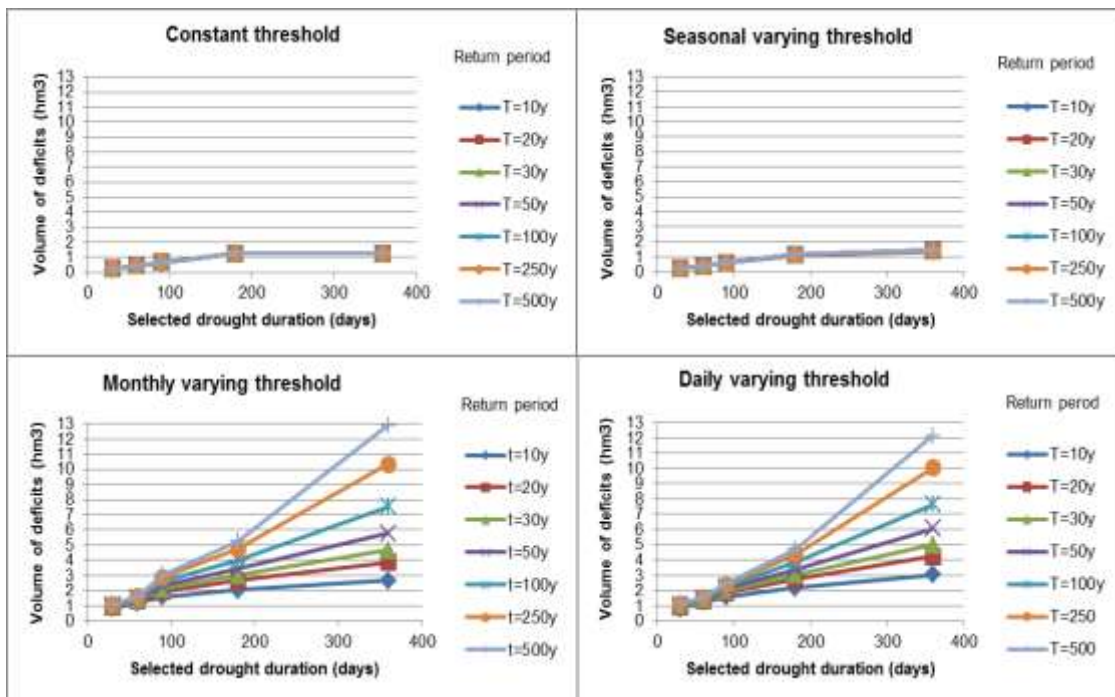 Constant threshold
Return period
Volume of deficits (hm3)
13
12
11
10
9
8
7
6
5
4
3
2
1
0
0
100
200
300
400
Selected drought duration (days)
T=10y
T=20y
T=30y
T=50y
T=100y
T=250y
T=500y
Seasonal varying threshold
Return period
Volume of deficits (hm3)
13
12
11
10
9
8
7
6
5
4
3
2
1
0
0
100
200
300
400
Selected drought duration (days)
T=10y
T=20y
T=30y
T=50y
T=100y
T=250y
T=500y
Monthly varying threshold
Return period
Volume of deficits (hm3)
13
12
11
10
9
8
7
6
5
4
3
2
1
0
0
100
200
300
400
Selected drought duration (days)
t=10y
t=20y
t=30y
t=50y
t=100y
t=250y
t=500y
Daily varying threshold
Return perod
Volume of deficits (hm3)
13
12
11
10
9
8
7
6
5
4
3
2
1
0
0
100
200
300
400
Selected drought duration (days)
T=10y
T=20y
T=30y
T=50y
T=100y
T=250
T=500